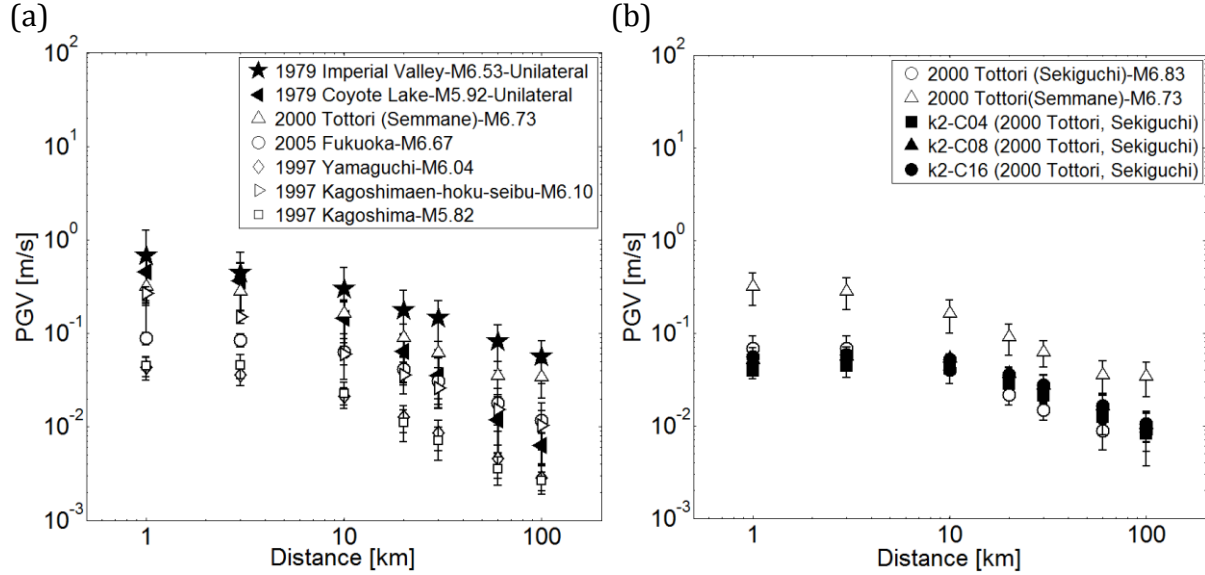 (a)
10^2
10^1
10^0
10^-1
10^-2
10^-3
PGV [m/s]
1979 Imperial Valley-M6.53-Unilateral
1979 Coyote Lake-M5.92-Unilateral
2000 Tottori (Semmane)-M6.73
2005 Fukuoka-M6.67
1997 Yamaguchi-M6.04
1997 Kagoshimaen-hoku-seibu-M6.10
1997 Kagoshima-M5.82
1 10 100
Distance [km]
(b)
10^2
10^1
10^0
10^-1
10^-2
10^-3
PGV [m/s]
2000 Tottori (Sekiguchi)-M6.83
2000 Tottori(Semmane)-M6.73
k2-C04 (2000 Tottori, Sekiguchi)
k2-C08 (2000 Tottori, Sekiguchi)
k2-C16 (2000 Tottori, Sekiguchi)
1 10 100
Distance [km]